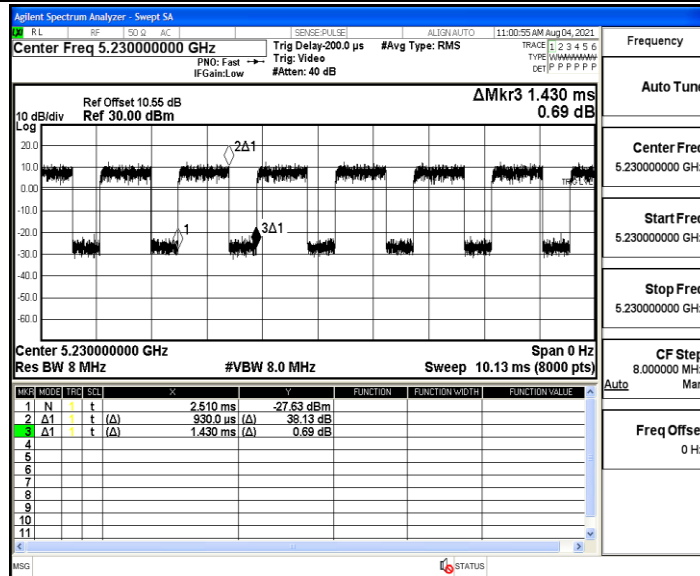 Agilent Spectrum Analyzer - Swept SA
RL RF 50 Ω AC SENSE:PULSE ALIGNAUTO 11:00:55 AM Aug 04, 2021
Center Freq 5.230000000 GHz
PNO: Fast
IFGain:Low
Trig Delay-200.0 µs
Trig: Video
#Atten: 40 dB
#Avg Type: RMS
TRACE 1 2 3 4 5 6
TYPE WWWWWW
DET P P P P P P
ΔMkr3 1.430 ms
0.69 dB
Ref Offset 10.55 dB
10 dB/div Ref 30.00 dBm
Log
20.0
10.0
0.00
-10.0
-20.0
-30.0
-40.0
-50.0
-60.0
2Δ1
1
3Δ1
Center 5.230000000 GHz Span 0 Hz
Res BW 8 MHz #VBW 8.0 MHz Sweep 10.13 ms (8000 pts)
MKR MODE TRC SCL X Y FUNCTION FUNCTION WIDTH FUNCTION VALUE
1 N 1 t 2.510 ms -27.63 dBm
2 Δ1 1 t (Δ) 930.0 µs (Δ) 38.13 dB
3 Δ1 1 t (Δ) 1.430 ms (Δ) 0.69 dB
4
5
6
7
8
9
10
11
MSG STATUS
Frequency
Auto Tune
Center Freq
5.230000000 GHz
Start Freq
5.230000000 GHz
Stop Freq
5.230000000 GHz
CF Step
8.000000 MHz
Auto Man
Freq Offset
0 Hz